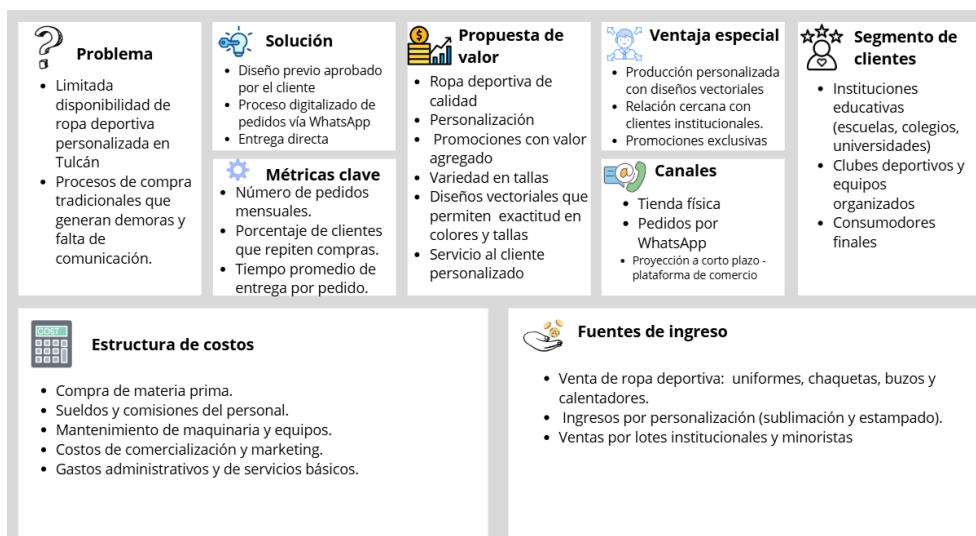 Problema
• Limitada
disponibilidad de
ropa deportiva
personalizada en
Tulcán
• Procesos de compra
tradicionales que
generan demoras y
falta de
comunicación.
Solución
• Diseño previo aprobado
por el cliente
• Proceso digitalizado de
pedidos vía WhatsApp
• Entrega directa
Métricas clave
• Número de pedidos
mensuales.
• Porcentaje de clientes
que repiten compras.
• Tiempo promedio de
entrega por pedido.
Propuesta de
valor
• Ropa deportiva de
calidad
• Personalización
• Promociones con valor
agregado
• Variedad en tallas
• Diseños vectoriales que
permiten exactitud en
colores y tallas
• Servicio al cliente
personalizado
Ventaja especial
• Producción personalizada
con diseños vectoriales
• Relación cercana con
clientes institucionales.
• Promociones exclusivas
Canales
• Tienda física
• Pedidos por
WhatsApp
• Proyección a corto plazo -
plataforma de comercio
Segmento de
clientes
• Instituciones
educativas
(escuelas, colegios,
universidades)
• Clubes deportivos y
equipos
organizados
• Consumodores
finales
COST
Estructura de costos
• Compra de materia prima.
• Sueldos y comisiones del personal.
• Mantenimiento de maquinaria y equipos.
• Costos de comercialización y marketing.
• Gastos administrativos y de servicios básicos.
Fuentes de ingreso
• Venta de ropa deportiva: uniformes, chaquetas, buzos y
calentadores.
• Ingresos por personalización (sublimación y estampado).
• Ventas por lotes institucionales y minoristas